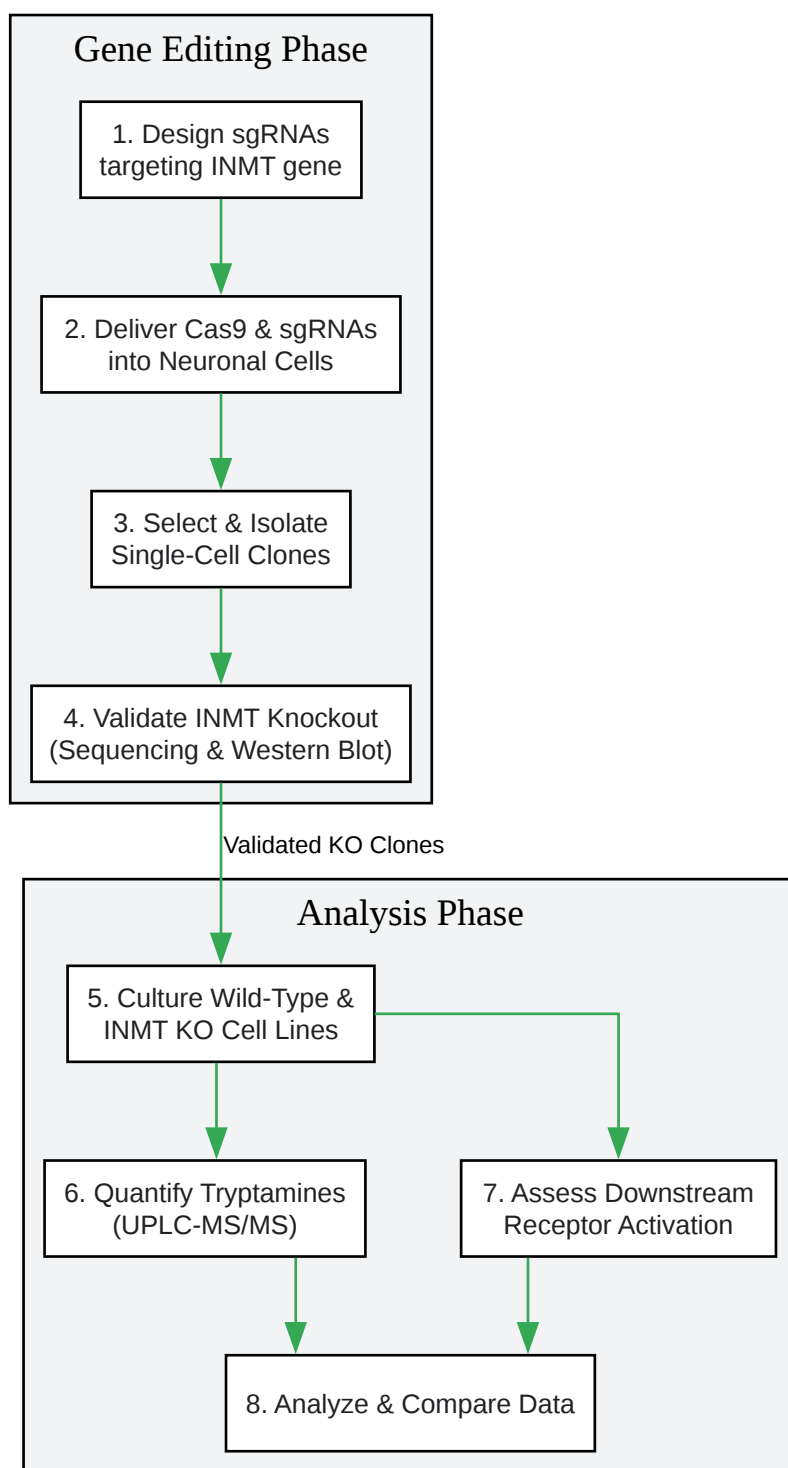 Gene Editing Phase
1. Design sgRNAs
targeting INMT gene
2. Deliver Cas9 & sgRNAs
into Neuronal Cells
3. Select & Isolate
Single-Cell Clones
4. Validate INMT Knockout
(Sequencing & Western Blot)
Validated KO Clones
Analysis Phase
5. Culture Wild-Type &
INMT KO Cell Lines
6. Quantify Tryptamines
(UPLC-MS/MS)
7. Assess Downstream
Receptor Activation
8. Analyze & Compare Data